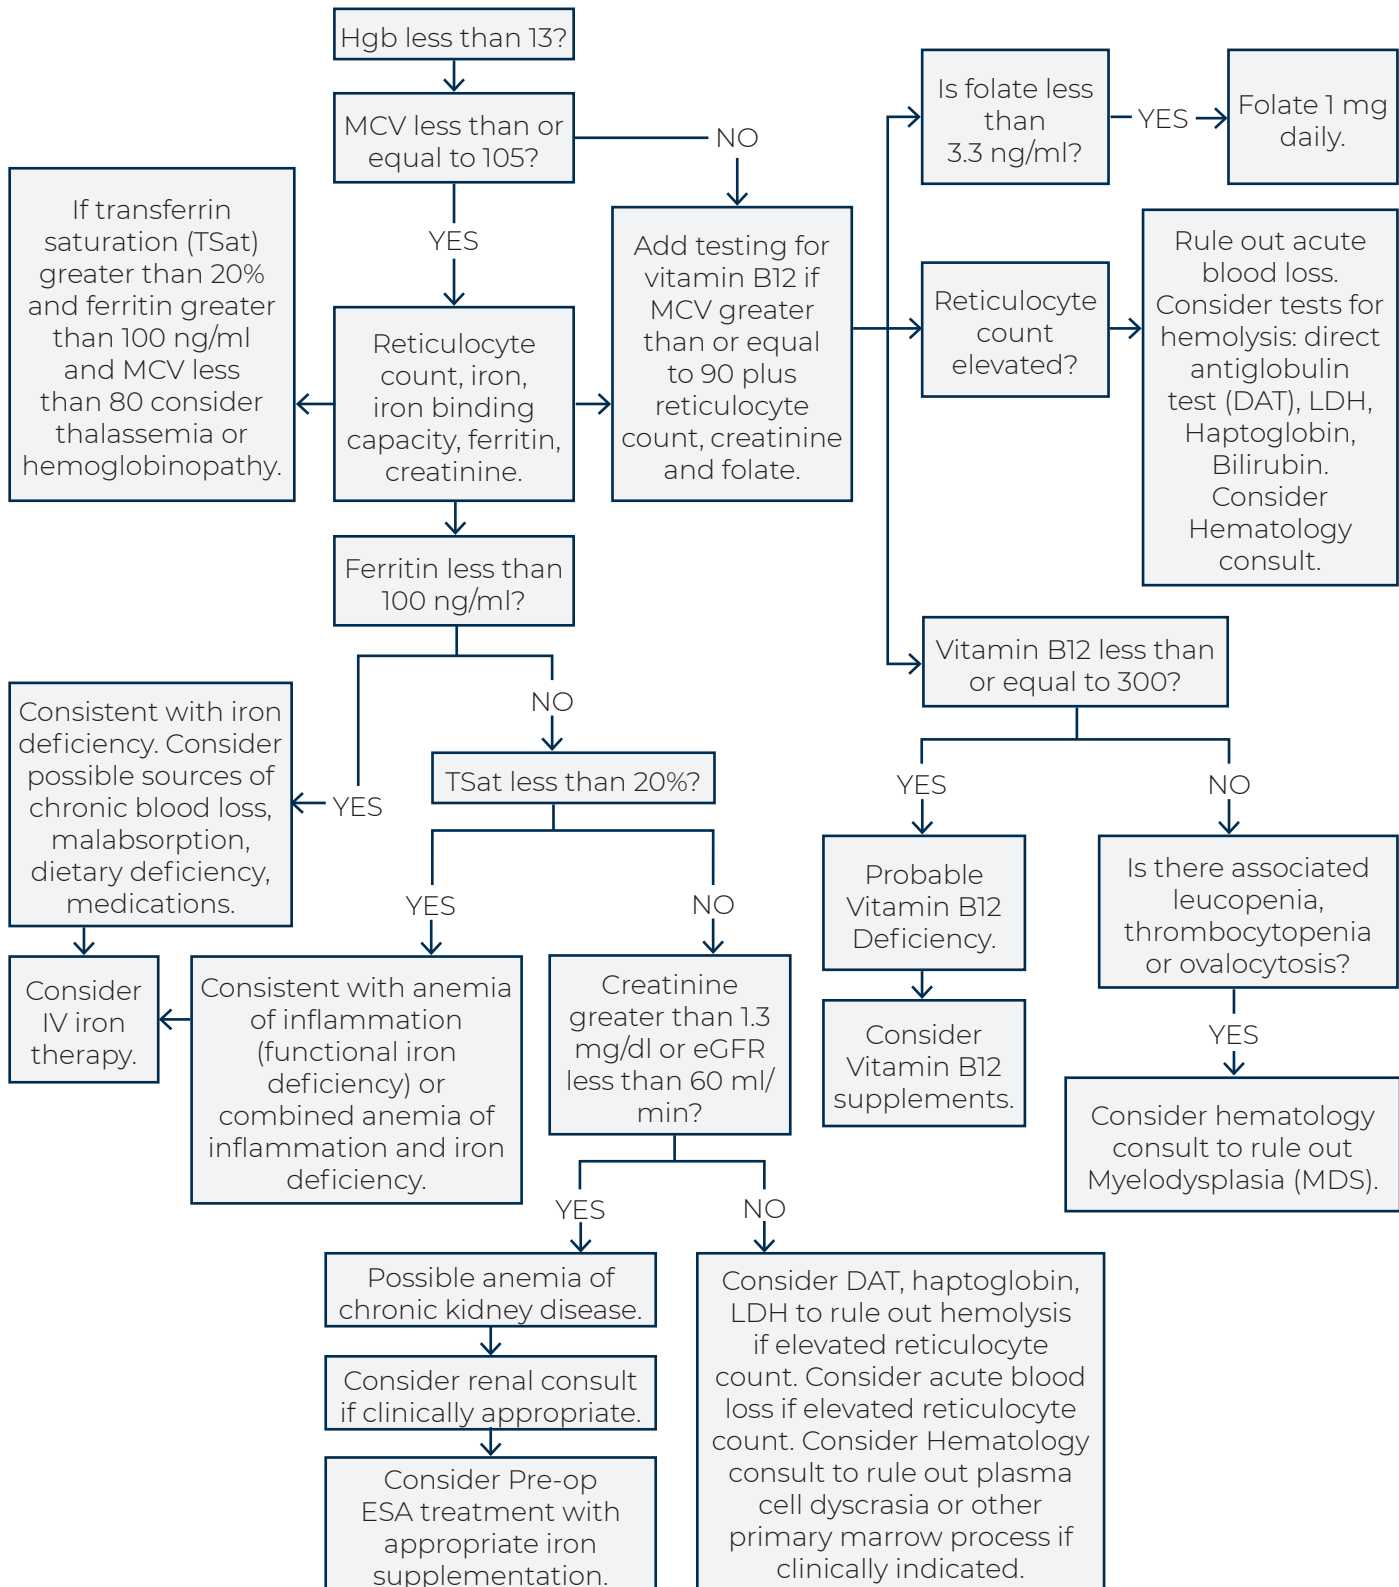 Hgb less than 13?
MCV less than or
equal to 105?
NO
YES
If transferrin
saturation (TSat)
greater than 20%
and ferritin greater
than 100 ng/ml
and MCV less
than 80 consider
thalassemia or
hemoglobinopathy.
Reticulocyte
count, iron,
iron binding
capacity, ferritin,
creatinine.
Add testing for
vitamin B12 if
MCV greater
than or equal
to 90 plus
reticulocyte
count, creatinine
and folate.
Is folate less
than
3.3 ng/ml?
YES
Folate 1 mg
daily.
Reticulocyte
count
elevated?
Rule out acute
blood loss.
Consider tests for
hemolysis: direct
antiglobulin
test (DAT), LDH,
Haptoglobin,
Bilirubin.
Consider
Hematology
consult.
Ferritin less than
100 ng/ml?
NO
YES
Consistent with iron
deficiency. Consider
possible sources of
chronic blood loss,
malabsorption,
dietary deficiency,
medications.
TSat less than 20%?
YES
NO
Consider
IV iron
therapy.
Consistent with anemia
of inflammation
(functional iron
deficiency) or
combined anemia of
inflammation and iron
deficiency.
Creatinine
greater than 1.3
mg/dl or eGFR
less than 60 ml/
min?
YES
NO
Possible anemia of
chronic kidney disease.
Consider renal consult
if clinically appropriate.
Consider Pre-op
ESA treatment with
appropriate iron
supplementation.
Consider DAT, haptoglobin,
LDH to rule out hemolysis
if elevated reticulocyte
count. Consider acute blood
loss if elevated reticulocyte
count. Consider Hematology
consult to rule out plasma
cell dyscrasia or other
primary marrow process if
clinically indicated.
Vitamin B12 less than
or equal to 300?
YES
NO
Probable
Vitamin B12
Deficiency.
Consider
Vitamin B12
supplements.
Is there associated
leucopenia,
thrombocytopenia
or ovalocytosis?
YES
Consider hematology
consult to rule out
Myelodysplasia (MDS).